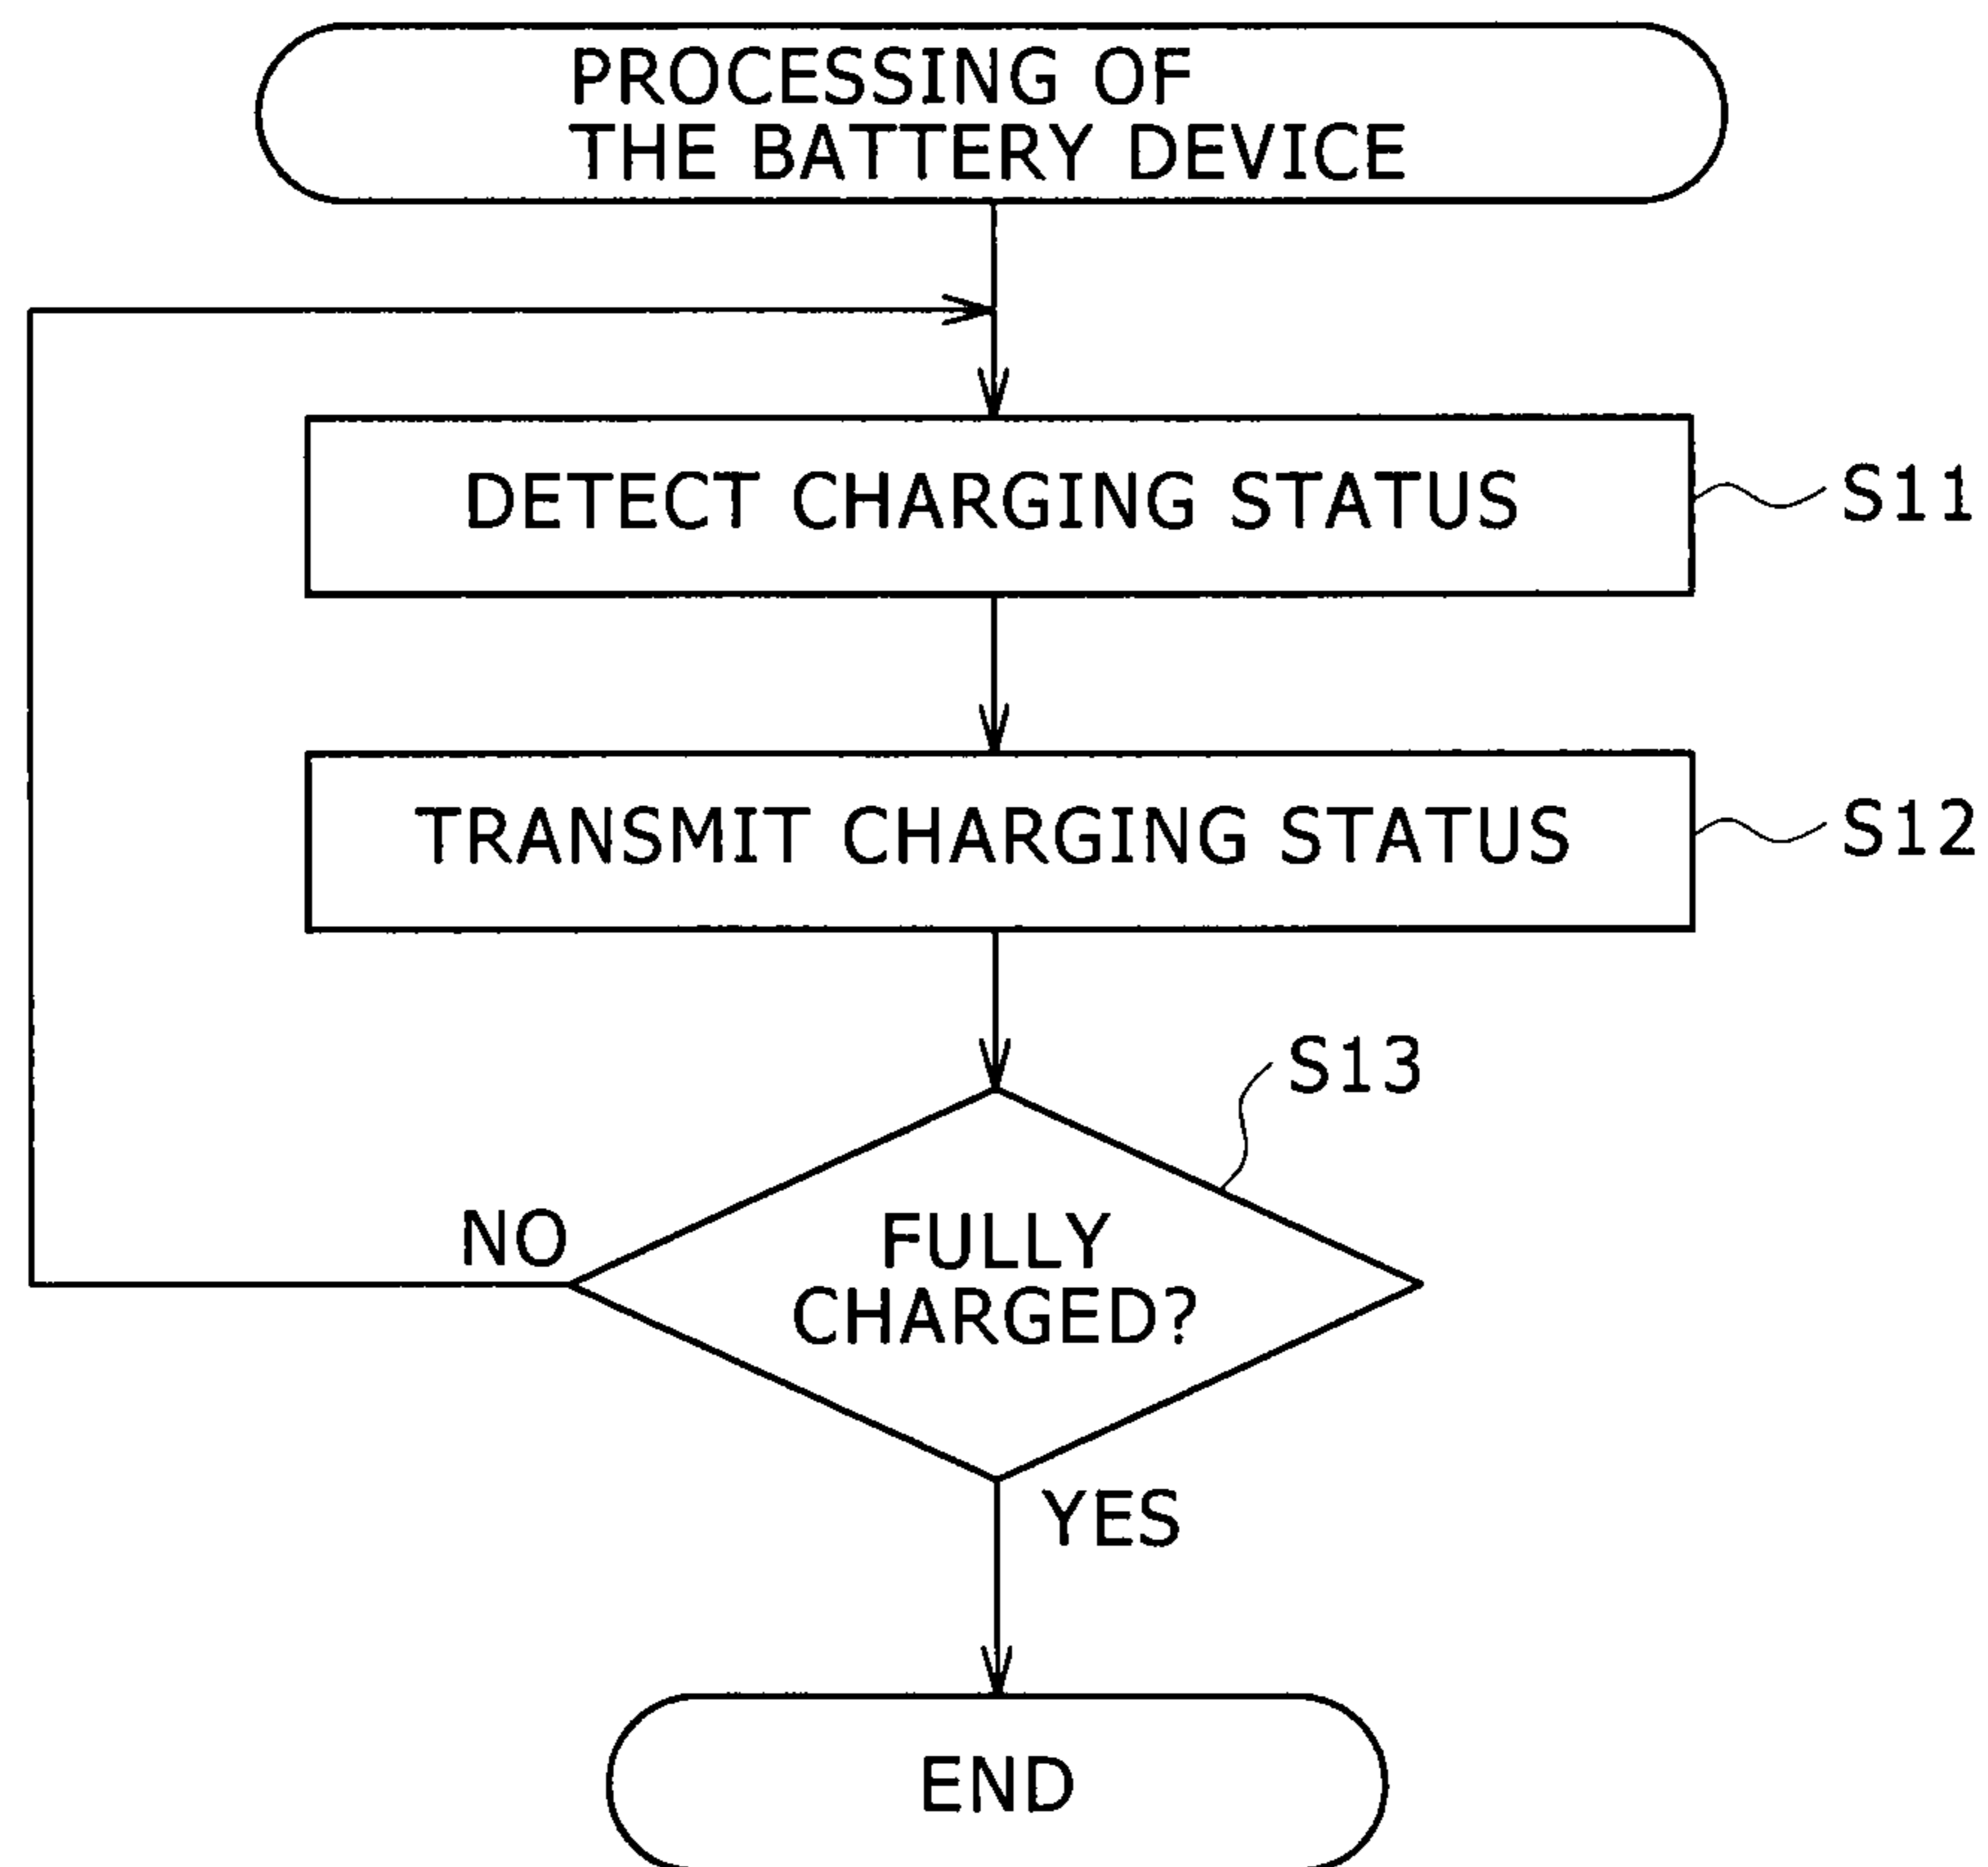 PROCESSING OF
THE BATTERY DEVICE
DETECT CHARGING STATUS
S11
TRANSMIT CHARGING STATUS
S12
S13
FULLY
CHARGED?
NO
YES
END